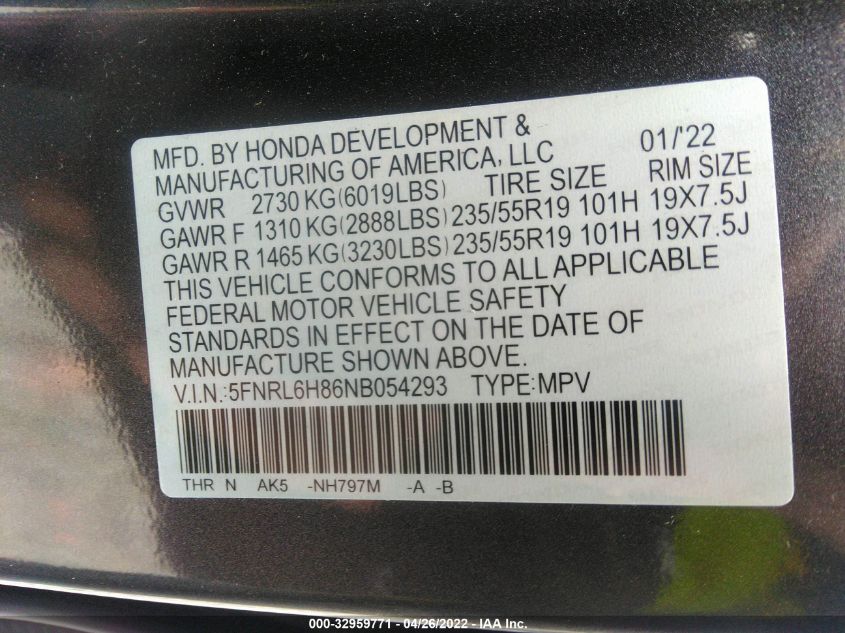 MFD. BY HONDA DEVELOPMENT & 01/'22
MANUFACTURING OF AMERICA, LLC
GVWR 2730 KG(6019LBS) TIRE SIZE RIM SIZE
GAWR F 1310 KG(2888LBS) 235/55R19 101H 19X7.5J
GAWR R 1465 KG(3230LBS) 235/55R19 101H 19X7.5J
THIS VEHICLE CONFORMS TO ALL APPLICABLE
FEDERAL MOTOR VEHICLE SAFETY
STANDARDS IN EFFECT ON THE DATE OF
MANUFACTURE SHOWN ABOVE.
V.I.N.:5FNRL6H86NB054293 TYPE:MPV
THR N AK5 -NH797M -A -B
000-32959771 - 04/26/2022 - IAA Inc.